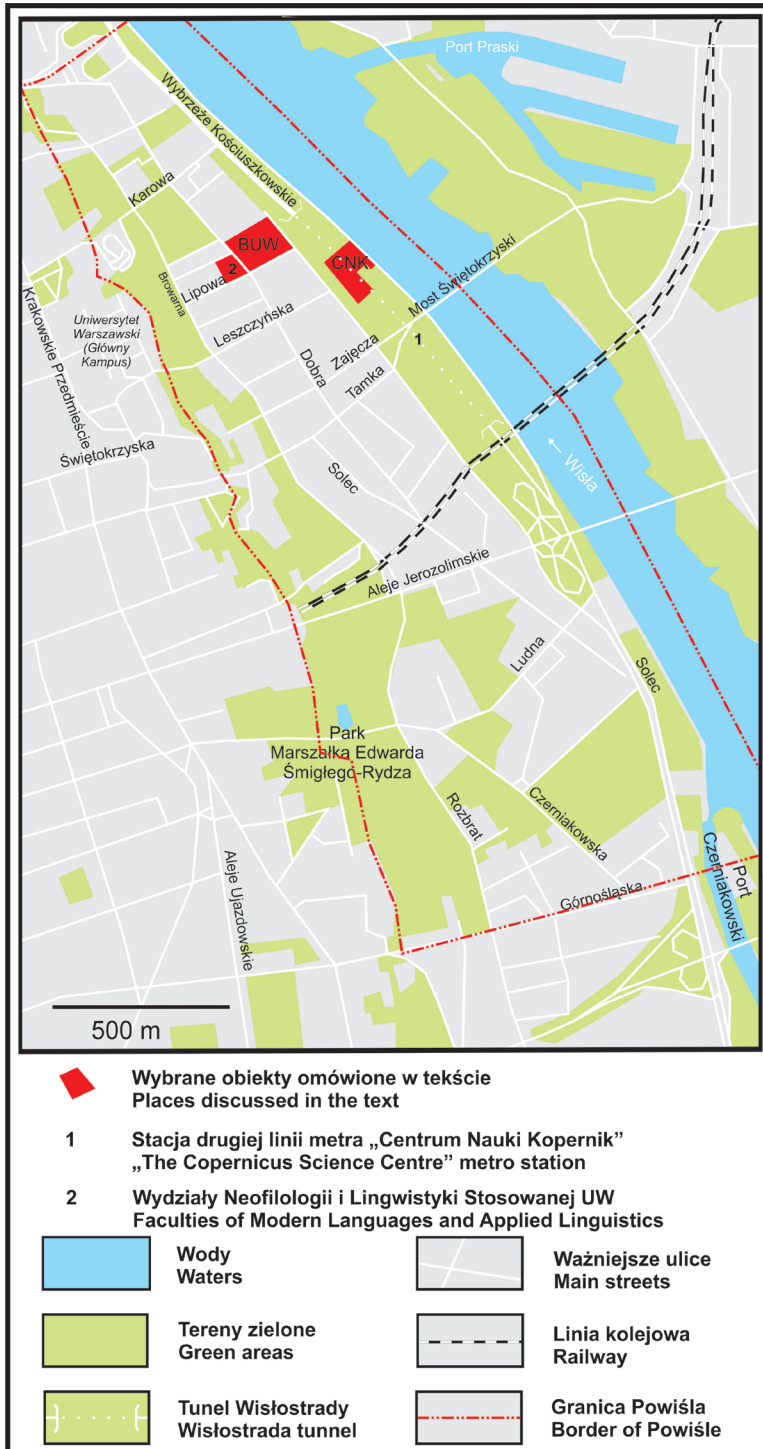 Port Praski
Wybrzeże Kościuszkowskie
Karowa
BUW
CNK
2
Lipowa
Browarna
Most Świętokrzyski
Krakowskie Przedmieście
Uniwersytet
Warszawski
(Główny
Kampus)
Leszczyńska
Zajęcza
1
Dobra
Tamka
Świętokrzyska
Solec
Wisła
Aleje Jerozolimskie
Ludna
Solec
Park
Marszałka Edwarda
Śmigłego-Rydza
Rozbrat
Czerniakowska
Aleje Ujazdowskie
Górnośląska
Port
Czerniakowski
500 m
Wybrane obiekty omówione w tekście
Places discussed in the text
1
Stacja drugiej linii metra „Centrum Nauki Kopernik”
„The Copernicus Science Centre” metro station
2
Wydziały Neofilologii i Lingwistyki Stosowanej UW
Faculties of Modern Languages and Applied Linguistics
Wody
Waters
Ważniejsze ulice
Main streets
Tereny zielone
Green areas
Linia kolejowa
Railway
Tunel Wisłostrady
Wisłostrada tunnel
Granica Powiśla
Border of Powiśle